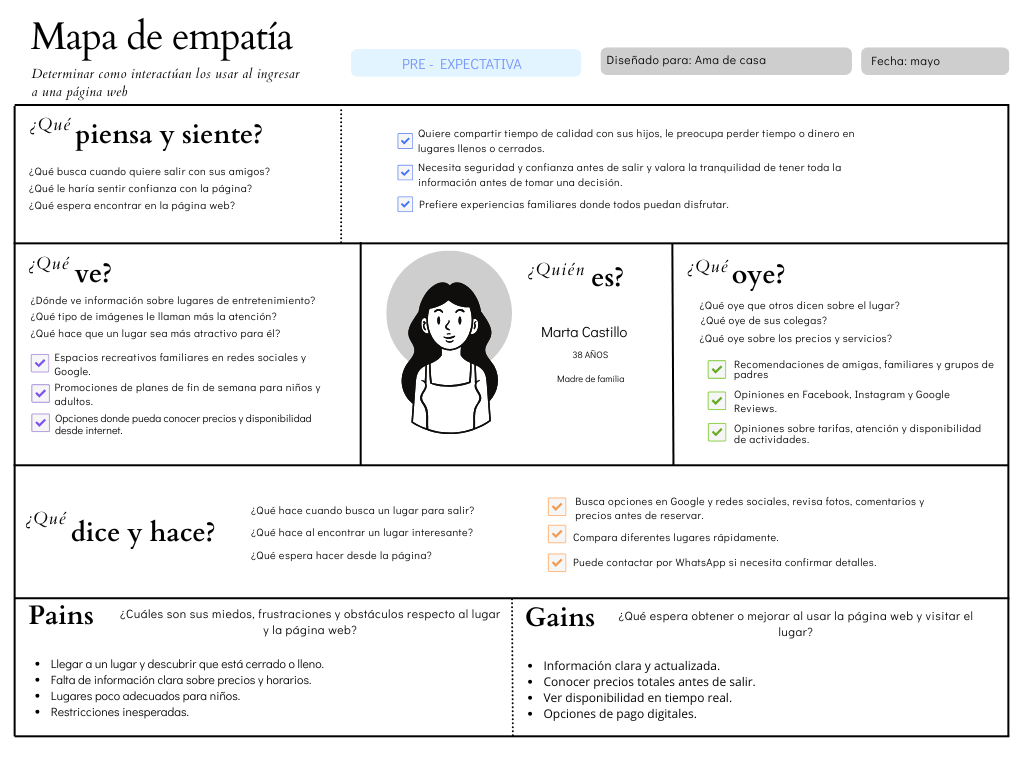 Mapa de empatía
Determinar como interactúan los usar al ingresar
a una página web
PRE - EXPECTATIVA
Diseñado para: Ama de casa
Fecha: mayo
¿Qué piensa y siente?
¿Qué busca cuando quiere salir con sus amigos?
¿Qué le haría sentir confianza con la página?
¿Qué espera encontrar en la página web?
Quiere compartir tiempo de calidad con sus hijos, le preocupa perder tiempo o dinero en
lugares llenos o cerrados.
Necesita seguridad y confianza antes de salir y valora la tranquilidad de tener toda la
información antes de tomar una decisión.
Prefiere experiencias familiares donde todos puedan disfrutar.
¿Qué ve?
¿Dónde ve información sobre lugares de entretenimiento?
¿Qué tipo de imágenes le llaman más la atención?
¿Qué hace que un lugar sea más atractivo para él?
Espacios recreativos familiares en redes sociales y
Google.
Promociones de planes de fin de semana para niños y
adultos.
Opciones donde pueda conocer precios y disponibilidad
desde internet.
¿Quién es?
Marta Castillo
38 AÑOS
Madre de familia
¿Qué oye?
¿Qué oye que otros dicen sobre el lugar?
¿Qué oye de sus colegas?
¿Qué oye sobre los precios y servicios?
Recomendaciones de amigas, familiares y grupos de
padres
Opiniones en Facebook, Instagram y Google
Reviews.
Opiniones sobre tarifas, atención y disponibilidad
de actividades.
¿Qué dice y hace?
¿Qué hace cuando busca un lugar para salir?
¿Qué hace al encontrar un lugar interesante?
¿Qué espera hacer desde la página?
Busca opciones en Google y redes sociales, revisa fotos, comentarios y
precios antes de reservar.
Compara diferentes lugares rápidamente.
Puede contactar por WhatsApp si necesita confirmar detalles.
Pains
¿Cuáles son sus miedos, frustraciones y obstáculos respecto al lugar
y la página web?
• Llegar a un lugar y descubrir que está cerrado o lleno.
• Falta de información clara sobre precios y horarios.
• Lugares poco adecuados para niños.
• Restricciones inesperadas.
Gains
¿Qué espera obtener o mejorar al usar la página web y visitar el
lugar?
• Información clara y actualizada.
• Conocer precios totales antes de salir.
• Ver disponibilidad en tiempo real.
• Opciones de pago digitales.